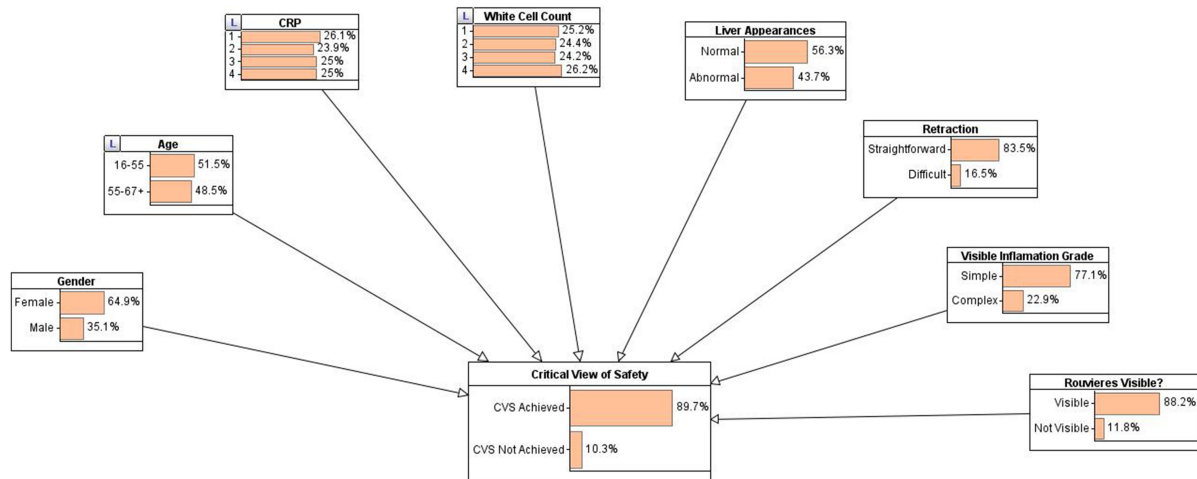 L CRP
1 26.1%
2 23.9%
3 25%
4 25%
L White Cell Count
1 25.2%
2 24.4%
3 24.2%
4 26.2%
Liver Appearances
Normal 56.3%
Abnormal 43.7%
Retraction
Straightforward 83.5%
Difficult 16.5%
L Age
16-55 51.5%
55-67+ 48.5%
Visible Inflamation Grade
Simple 77.1%
Complex 22.9%
Gender
Female 64.9%
Male 35.1%
Critical View of Safety
CVS Achieved 89.7%
CVS Not Achieved 10.3%
Rouvieres Visible?
Visible 88.2%
Not Visible 11.8%